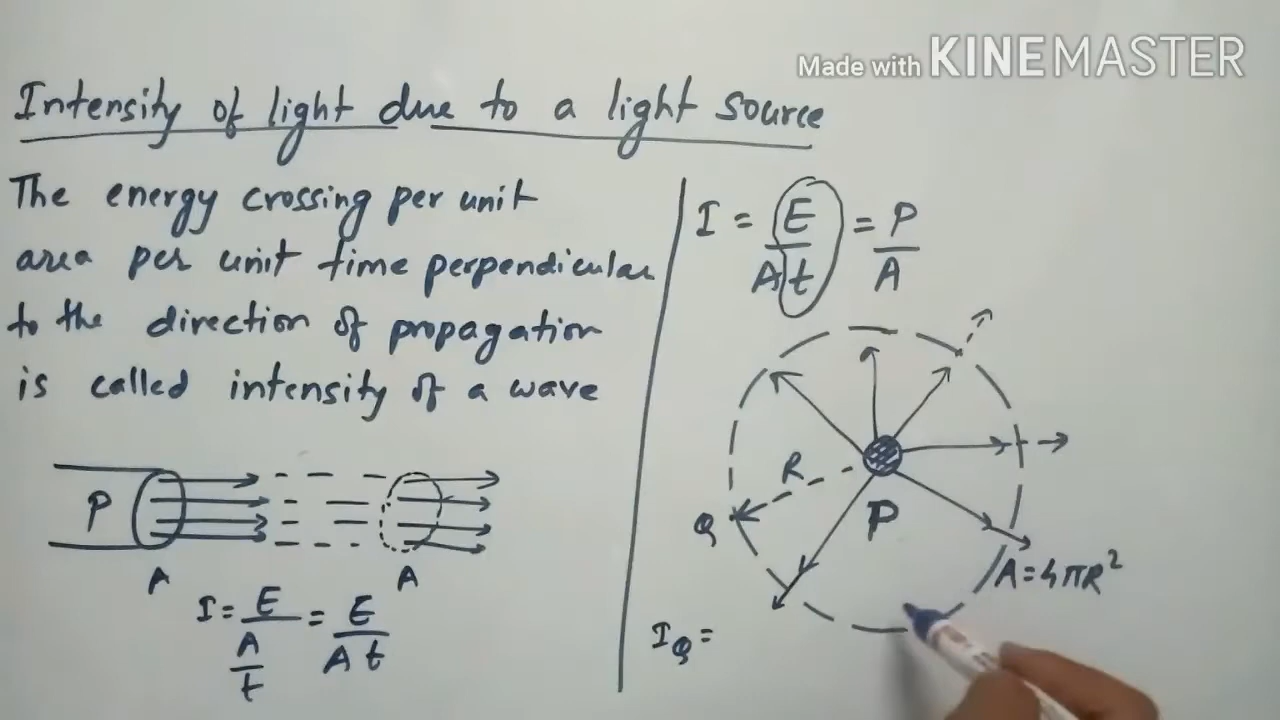 Made with KINEMASTER
Intensity of light due to a light source
The energy crossing per unit
area per unit time perpendicular
to the direction of propagation
is called intensity of a wave
P
A
A
I = E/A/t = E/At
I = E/At = P/A
R
Q
P
A = 4πR²
I_Q =